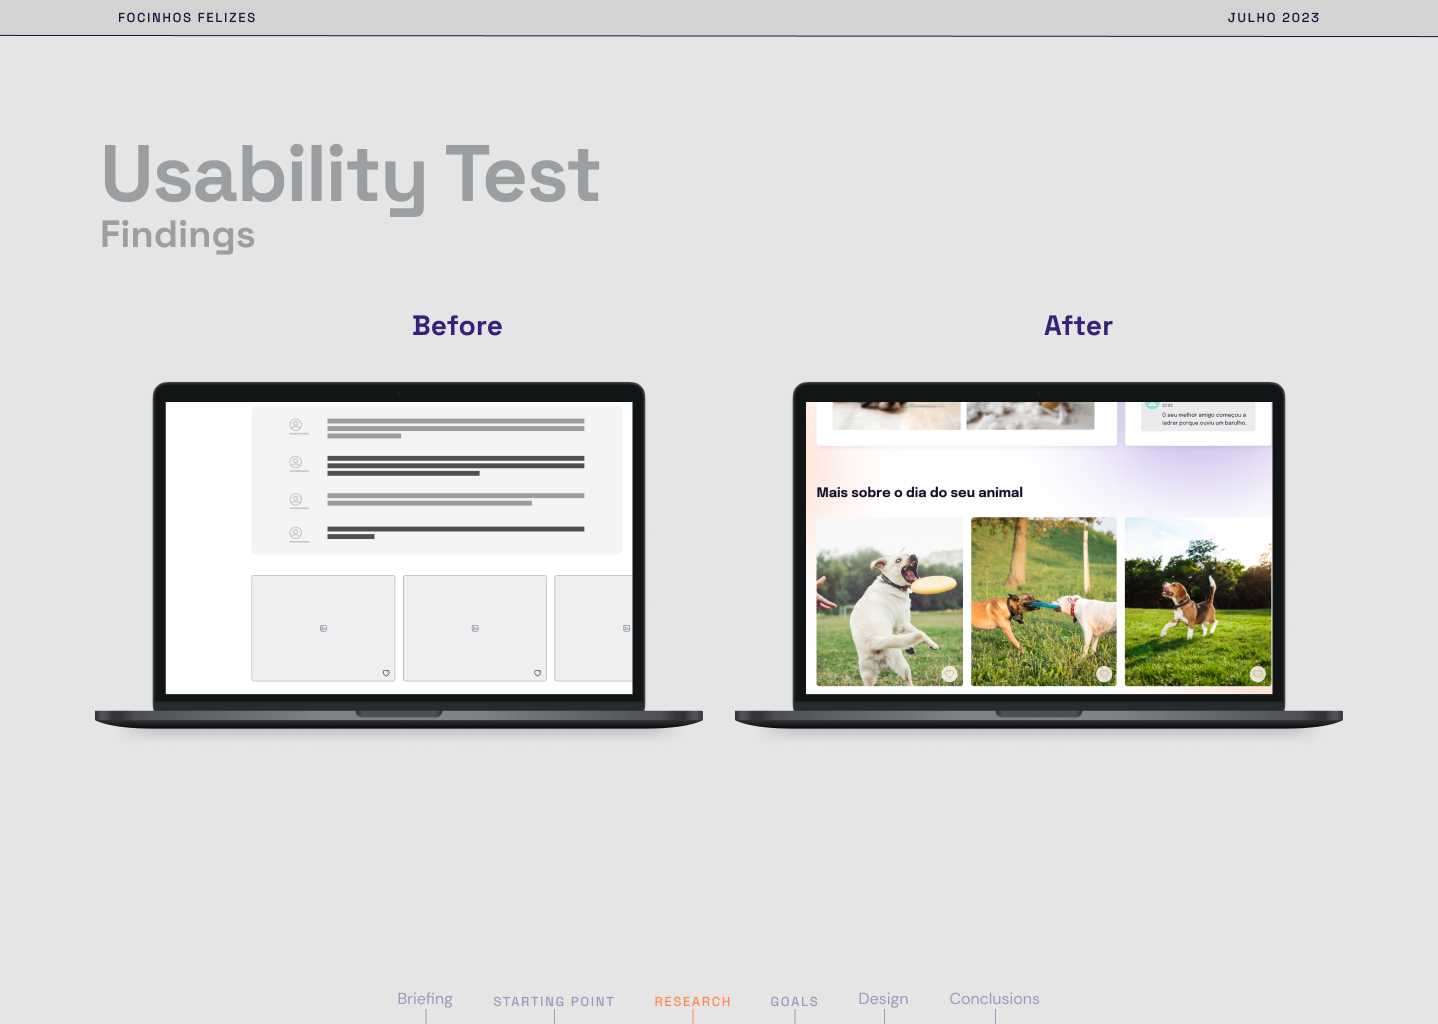 FOCINHOS FELIZES
JULHO 2023
Usability Test
Findings
Before
After
O seu melhor amigo começou a
ladrar porque ouviu um barulho.
Mais sobre o dia do seu animal
Briefing
STARTING POINT
RESEARCH
GOALS
Design
Conclusions